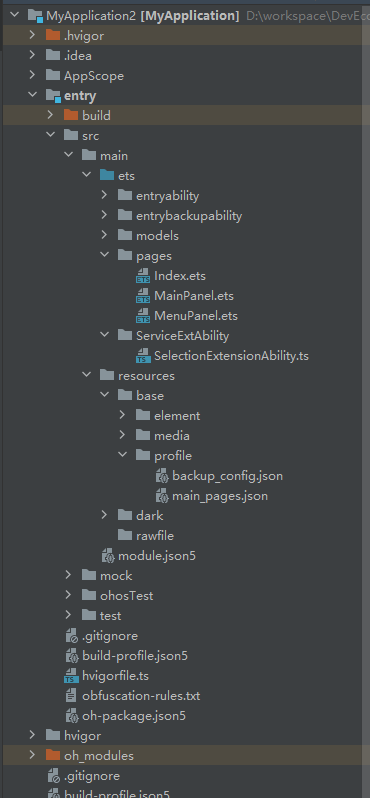 MyApplication2 [MyApplication] D:\workspace\DevEco
.hvigor
.idea
AppScope
entry
build
src
main
ets
entryability
entrybackupability
models
pages
Index.ets
MainPanel.ets
MenuPanel.ets
ServiceExtAbility
SelectionExtensionAbility.ts
resources
base
element
media
profile
backup_config.json
main_pages.json
dark
rawfile
module.json5
mock
ohosTest
test
.gitignore
build-profile.json5
hvigorfile.ts
obfuscation-rules.txt
oh-package.json5
hvigor
oh_modules
.gitignore
build-profile.json5